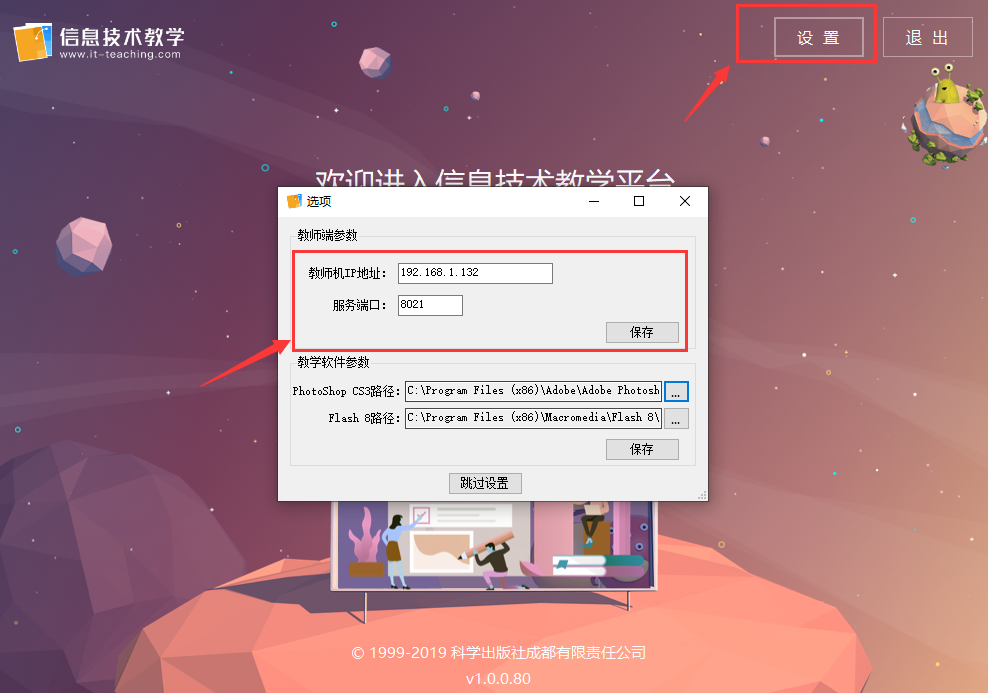 信息技术教学
www.it-teaching.com
设 置
退 出
欢迎进入信息技术教学平台
选项
教师端参数
教师机IP地址：
192.168.1.132
服务端口：
8021
保存
教学软件参数
PhotoShop CS3路径：
C:\Program Files (x86)\Adobe\Adobe Photosh
...
Flash 8路径：
C:\Program Files (x86)\Macromedia\Flash 8\
...
保存
跳过设置
© 1999-2019 科学出版社成都有限责任公司
v1.0.0.80